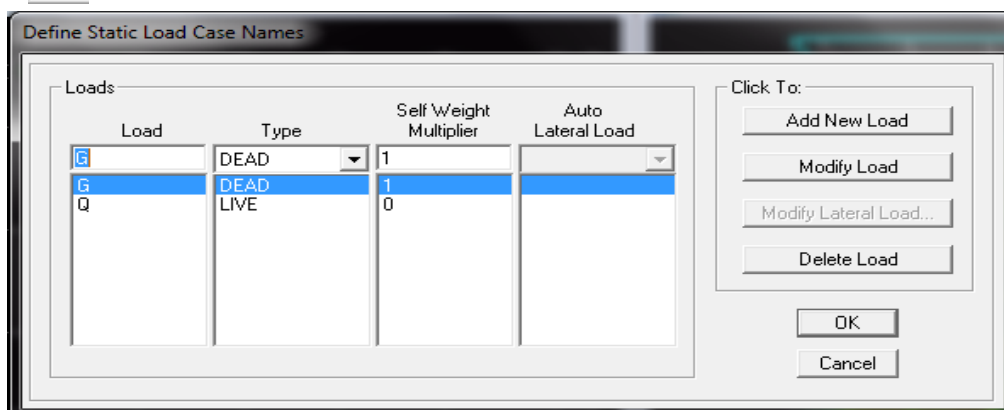 Define Static Load Case Names
Loads
Load Type Self Weight Multiplier Auto Lateral Load
G DEAD 1
G DEAD 1
Q LIVE 0
Click To:
Add New Load
Modify Load
Modify Lateral Load...
Delete Load
OK
Cancel